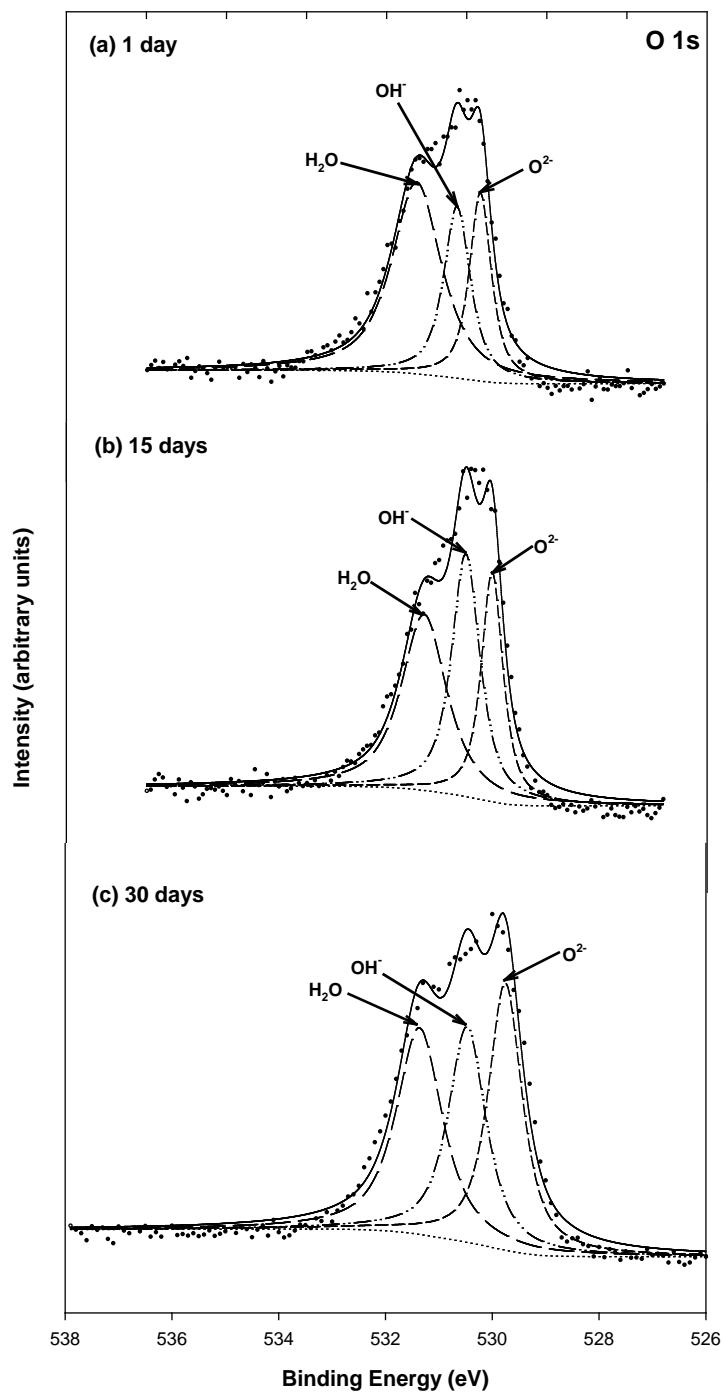 (a) 1 day
O 1s
OH⁻
H₂O
O²⁻
(b) 15 days
OH⁻
O²⁻
H₂O
Intensity (arbitrary units)
(c) 30 days
O²⁻
OH⁻
H₂O
538 536 534 532 530 528 526
Binding Energy (eV)